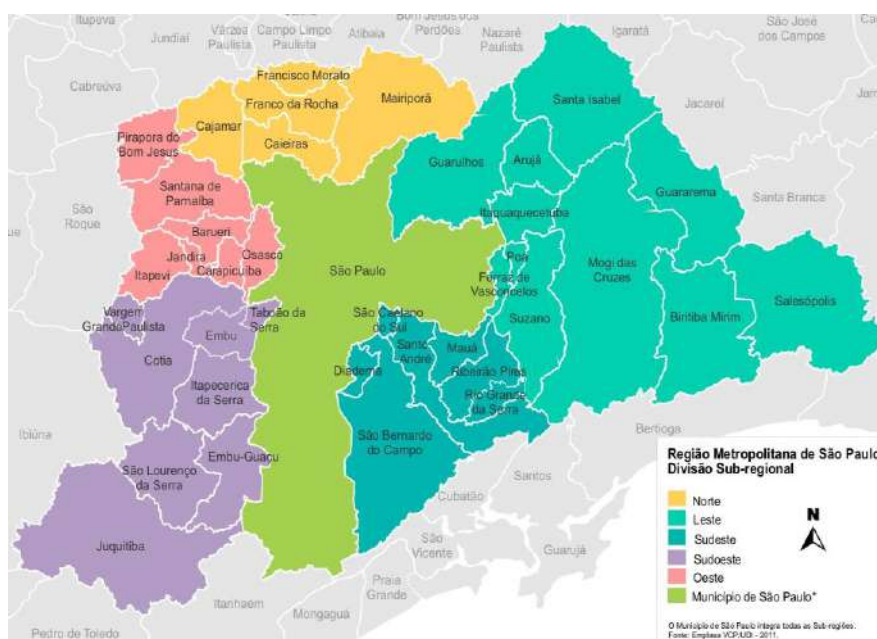 Itupeva
Jundiaí
Várzea
Paulista
Campo Limpo
Paulista
Atibaia
Bom Jesus dos
Perdões
Nazaré
Paulista
Igaratá
São José
dos Campos
Cabreúva
Francisco Morato
Franco da Rocha
Mairiporã
Cajamar
Caieiras
Santa Isabel
Jacareí
Pirapora do
Bom Jesus
Guarulhos
Arujá
Santana de
Parnaíba
Itaquaquecetuba
Guararema
Santa Branca
São
Roque
Barueri
Osasco
Jandira
Itapevi
Carapicuíba
São Paulo
Poá
Ferraz de
Vasconcelos
Mogi das
Cruzes
Salesópolis
Vargem
GrandePaulista
Taboão da
Serra
São Caetano
do Sul
Suzano
Biritiba Mirim
Embu
Cotia
Santo
André
Mauá
Diadema
Ribeirão Pires
Itapecerica
da Serra
Rio Grande
da Serra
Ibiúna
São Bernardo
do Campo
Bertioga
Embu-Guaçu
São Lourenço
da Serra
Santos
Cubatão
Juquitiba
São
Vicente
Guarujá
Praia
Grande
Itanhaém
Mongaguá
Pedro de Toledo
Região Metropolitana de São Paulo
Divisão Sub-regional
Norte
Leste
Sudeste
Sudoeste
Oeste
Município de São Paulo*
N
O Município de São Paulo integra todas as Sub-regiões.
Fonte: Emplasa VCP/UDI - 2011.